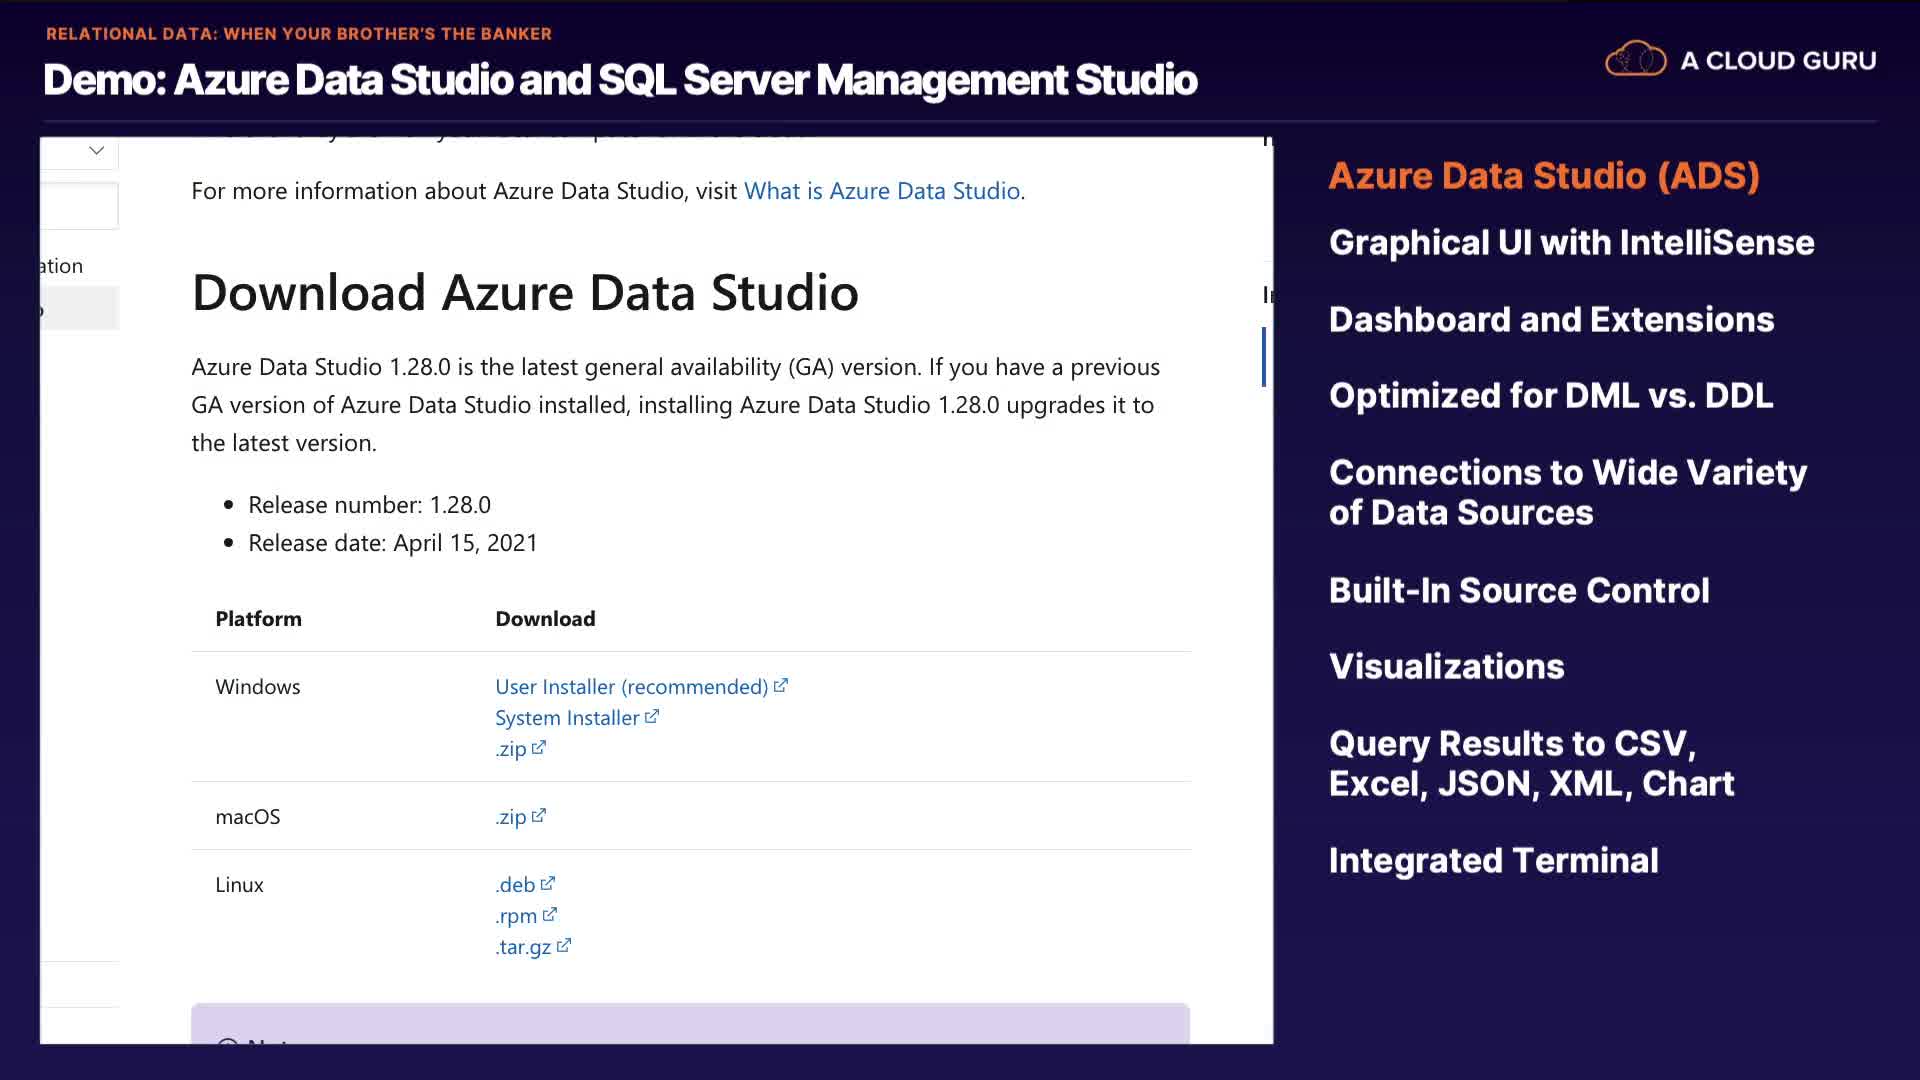 RELATIONAL DATA: WHEN YOUR BROTHER'S THE BANKER
Demo: Azure Data Studio and SQL Server Management Studio
A CLOUD GURU
For more information about Azure Data Studio, visit What is Azure Data Studio.
ation
Download Azure Data Studio
Azure Data Studio 1.28.0 is the latest general availability (GA) version. If you have a previous
GA version of Azure Data Studio installed, installing Azure Data Studio 1.28.0 upgrades it to
the latest version.
• Release number: 1.28.0
• Release date: April 15, 2021
Platform Download
Windows User Installer (recommended)
System Installer
.zip
macOS .zip
Linux .deb
.rpm
.tar.gz
Azure Data Studio (ADS)
Graphical UI with IntelliSense
Dashboard and Extensions
Optimized for DML vs. DDL
Connections to Wide Variety
of Data Sources
Built-In Source Control
Visualizations
Query Results to CSV,
Excel, JSON, XML, Chart
Integrated Terminal